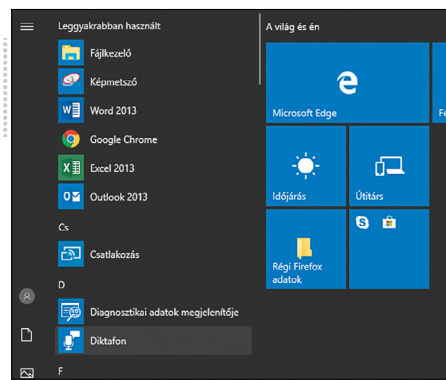 Leggyakrabban használt
Fájlkezelő
Képmetsző
Word 2013
Google Chrome
Excel 2013
Outlook 2013
Cs
Csatlakozás
D
Diagnosztikai adatok megjelenítője
Diktafon
F
A világ és én
Microsoft Edge
Időjárás
Útitárs
Régi Firefox
adatok